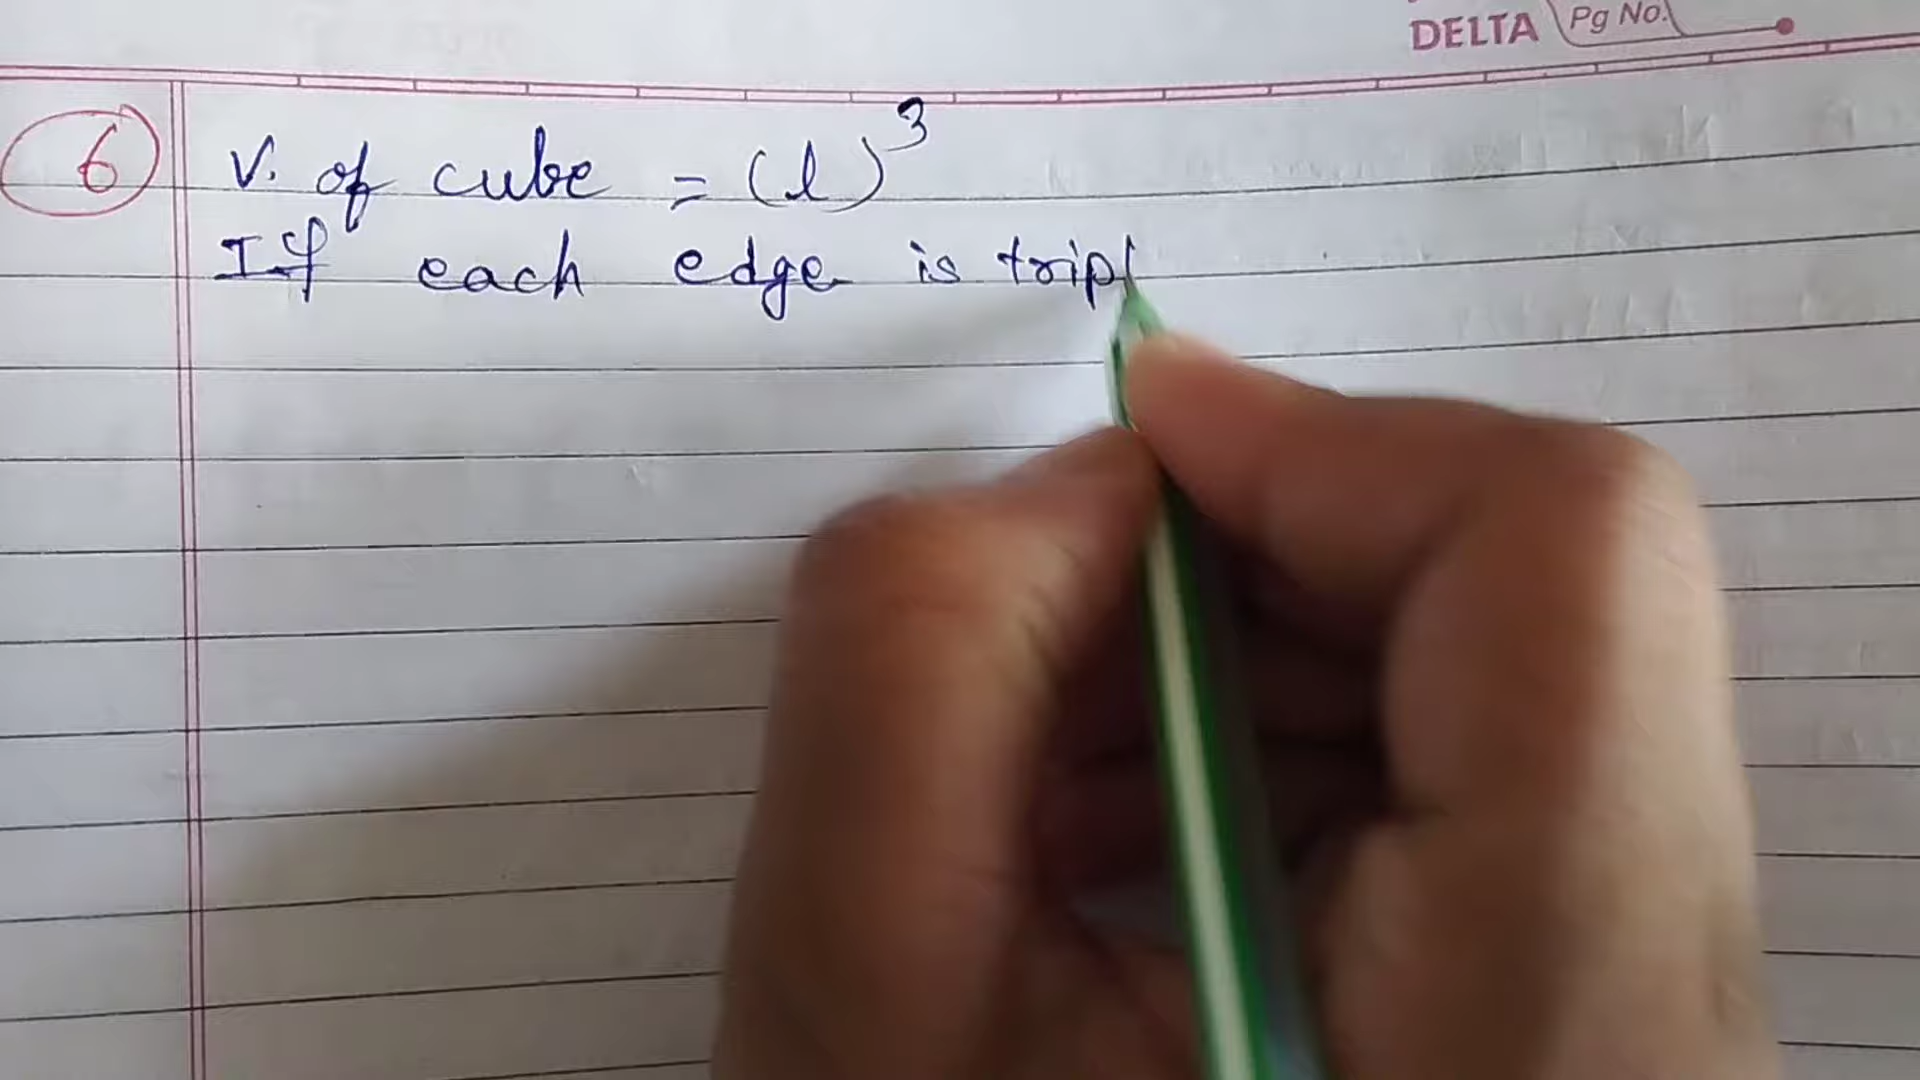 DELTA Pg No.
6 V. of cube = (l)³
If each edge is tripl